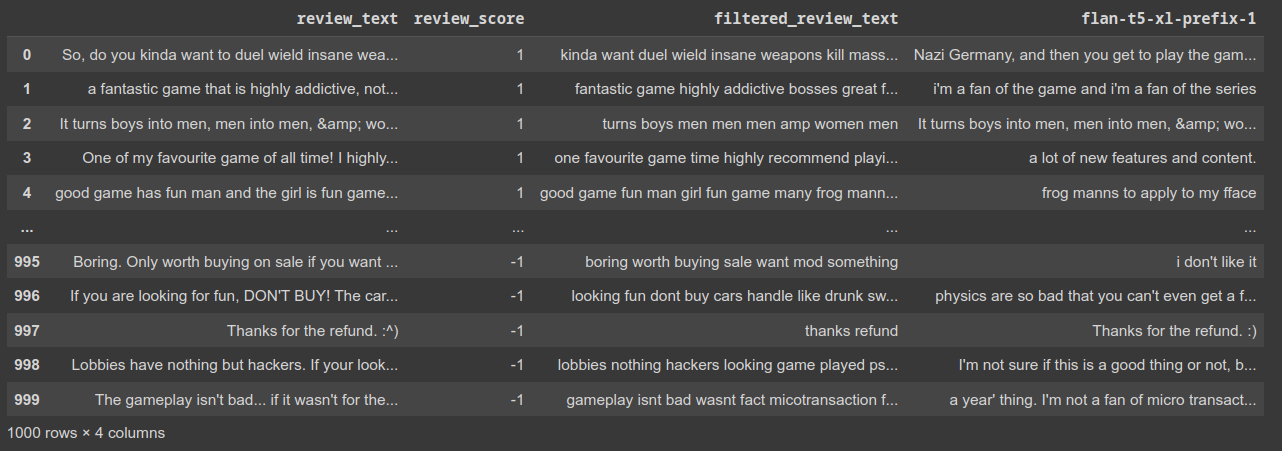 review_text review_score filtered_review_text flan-t5-xl-prefix-1
0 So, do you kinda want to duel wield insane wea... 1 kinda want duel wield insane weapons kill mass... Nazi Germany, and then you get to play the gam...
1 a fantastic game that is highly addictive, not... 1 fantastic game highly addictive bosses great f... i'm a fan of the game and i'm a fan of the series
2 It turns boys into men, men into men, &amp; wo... 1 turns boys men men men amp women men It turns boys into men, men into men, &amp; wo...
3 One of my favourite game of all time! I highly... 1 one favourite game time highly recommend playi... a lot of new features and content.
4 good game has fun man and the girl is fun game... 1 good game fun man girl fun game many frog mann... frog manns to apply to my fface
... ... ... ... ...
995 Boring. Only worth buying on sale if you want ... -1 boring worth buying sale want mod something i don't like it
996 If you are looking for fun, DON'T BUY! The car... -1 looking fun dont buy cars handle like drunk sw... physics are so bad that you can't even get a f...
997 Thanks for the refund. :^) -1 thanks refund Thanks for the refund. :)
998 Lobbies have nothing but hackers. If your look... -1 lobbies nothing hackers looking game played ps... I'm not sure if this is a good thing or not, b...
999 The gameplay isn't bad... if it wasn't for the... -1 gameplay isnt bad wasnt fact micotransaction f... a year' thing. I'm not a fan of micro transact...
1000 rows × 4 columns